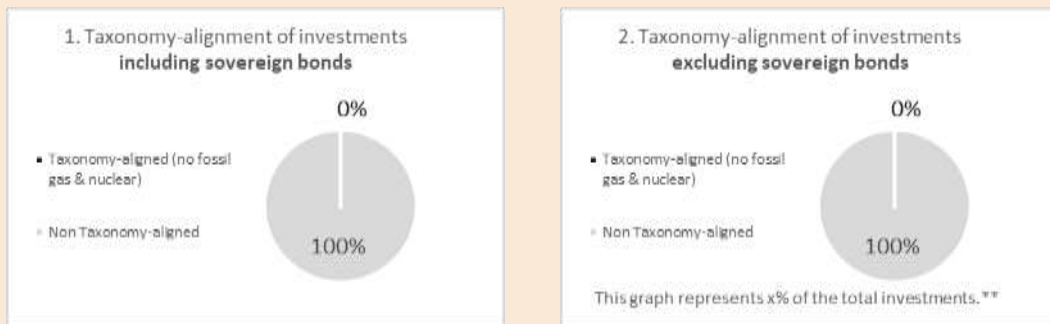 1. Taxonomy-alignment of investments
including sovereign bonds
0%
Taxonomy-aligned (no fossil
gas & nuclear)
Non Taxonomy-aligned
100%
2. Taxonomy-alignment of investments
excluding sovereign bonds
0%
Taxonomy-aligned (no fossil
gas & nuclear)
Non Taxonomy-aligned
100%
This graph represents x% of the total investments.**